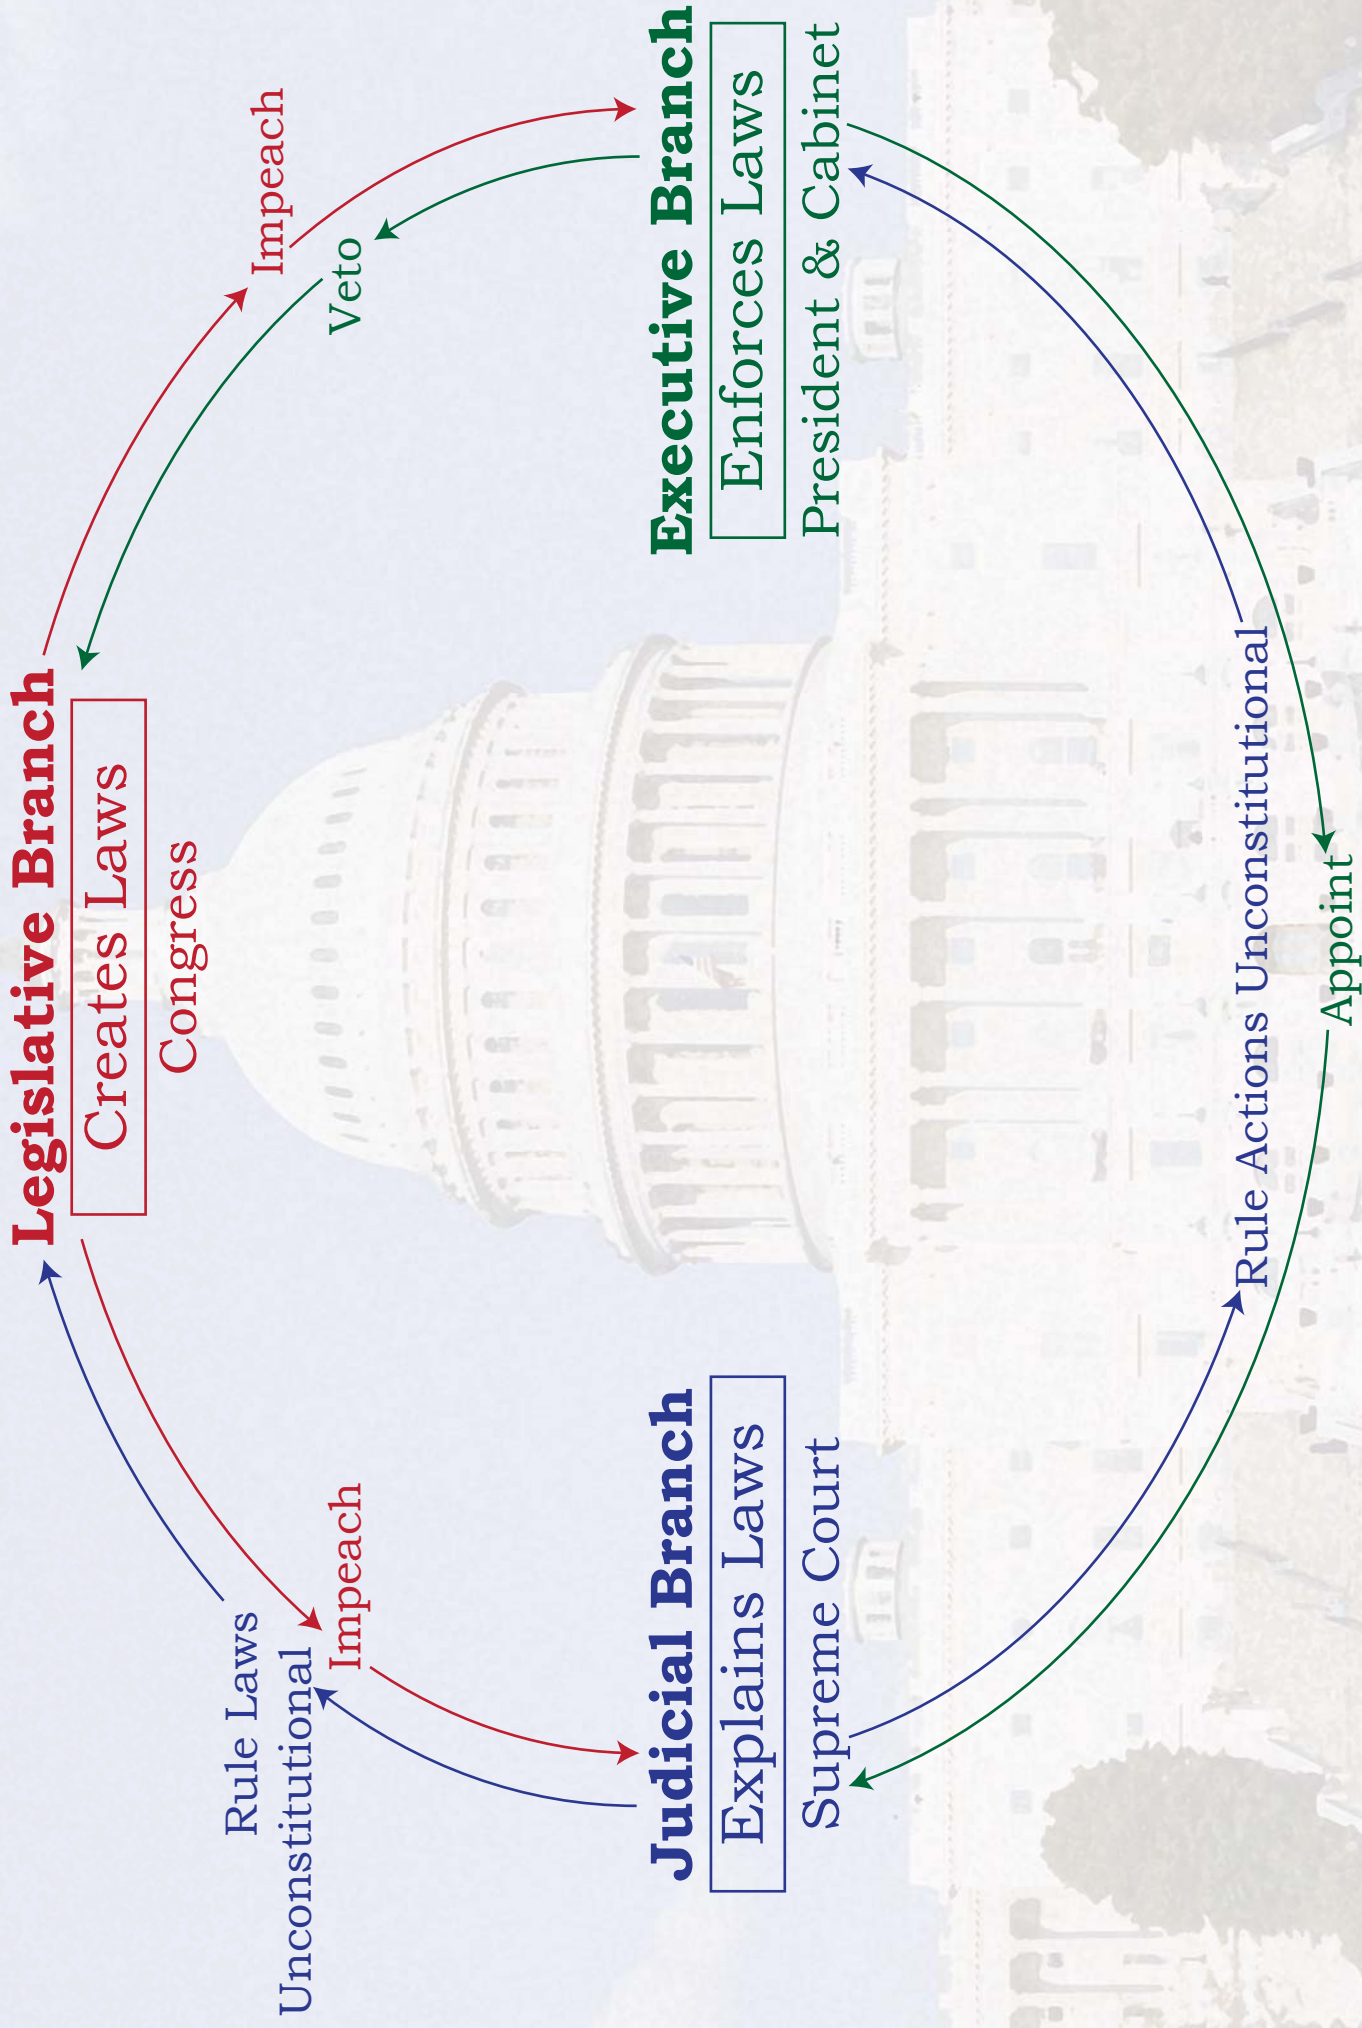 Legislative Branch
Creates Laws
Congress
Rule Laws
Unconstitutional
Impeach
Impeach
Veto
Judicial Branch
Explains Laws
Supreme Court
Executive Branch
Enforces Laws
President & Cabinet
Rule Actions Unconstitutional
Appoint